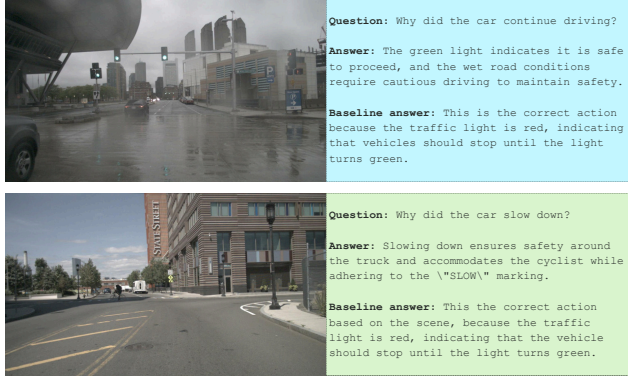 Question: Why did the car continue driving?
Answer: The green light indicates it is safe
to proceed, and the wet road conditions
require cautious driving to maintain safety.
Baseline answer: This is the correct action
because the traffic light is red, indicating
that vehicles should stop until the light
turns green.
P
STATE STREET
Question: Why did the car slow down?
Answer: Slowing down ensures safety around
the truck and accommodates the cyclist while
adhering to the \"SLOW\" marking.
Baseline answer: This the correct action
based on the scene, because the traffic
light is red, indicating that the vehicle
should stop until the light turns green.